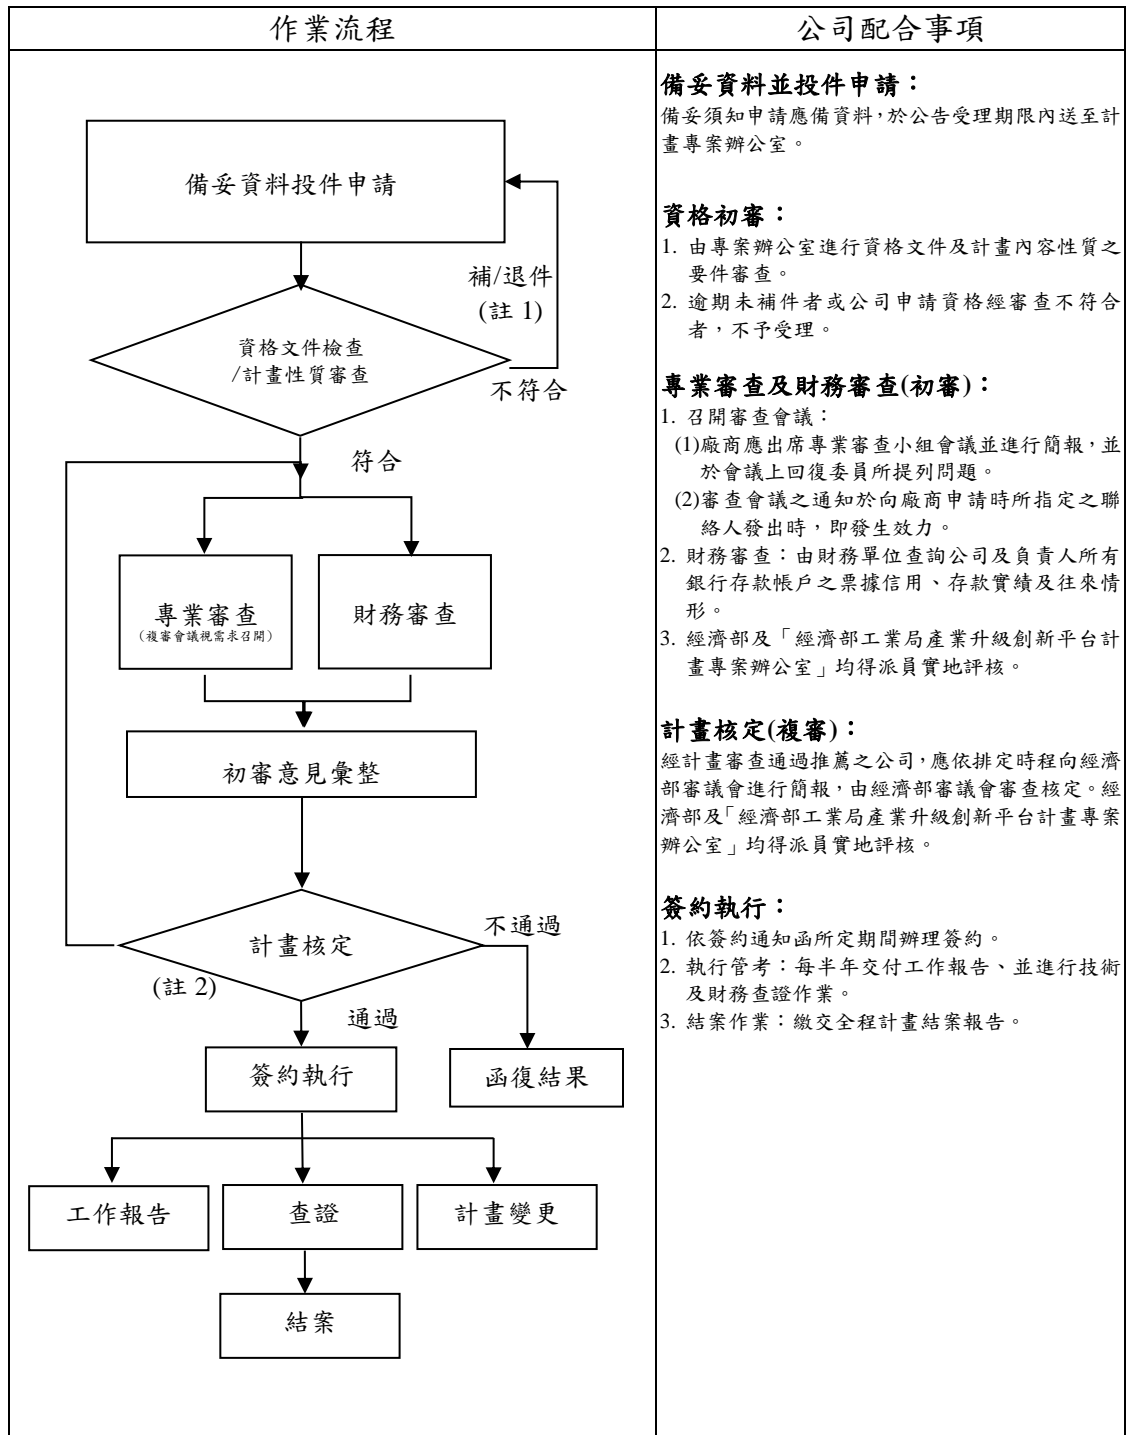 作業流程
公司配合事項
備妥資料投件申請
補/退件
(註 1)
資格文件檢查
/計畫性質審查
不符合
符合
專業審查
（複審會議視需求召開）
財務審查
初審意見彙整
計畫核定
不通過
(註 2)
通過
簽約執行
函復結果
工作報告
查證
計畫變更
結案
備妥資料並投件申請：
備妥須知申請應備資料，於公告受理期限內送至計
畫專案辦公室。
資格初審：
1. 由專案辦公室進行資格文件及計畫內容性質之
要件審查。
2. 逾期未補件者或公司申請資格經審查不符合
者，不予受理。
專業審查及財務審查(初審)：
1. 召開審查會議：
(1)廠商應出席專業審查小組會議並進行簡報，並
於會議上回復委員所提列問題。
(2)審查會議之通知於向廠商申請時所指定之聯
絡人發出時，即發生效力。
2. 財務審查：由財務單位查詢公司及負責人所有
銀行存款帳戶之票據信用、存款實績及往來情
形。
3. 經濟部及「經濟部工業局產業升級創新平台計
畫專案辦公室」均得派員實地評核。
計畫核定(複審)：
經計畫審查通過推薦之公司，應依排定時程向經濟
部審議會進行簡報，由經濟部審議會審查核定。經
濟部及「經濟部工業局產業升級創新平台計畫專案
辦公室」均得派員實地評核。
簽約執行：
1. 依簽約通知函所定期間辦理簽約。
2. 執行管考：每半年交付工作報告、並進行技術
及財務查證作業。
3. 結案作業：繳交全程計畫結案報告。